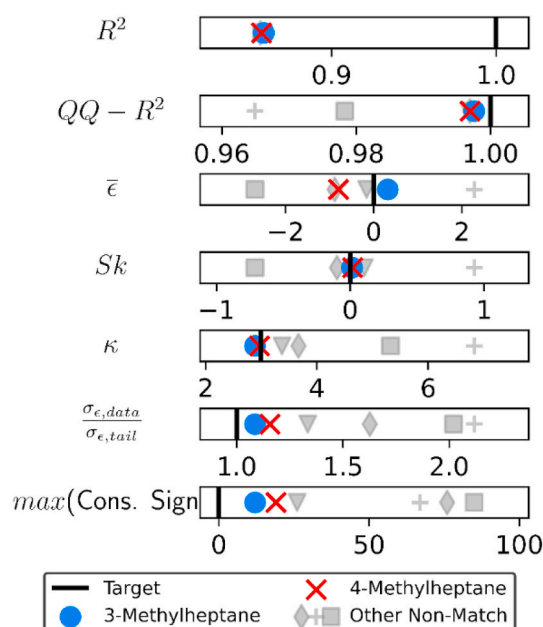 R²
0.9 1.0
QQ − R²
0.96 0.98 1.00
ϵ̄
−2 0 2
Sk
−1 0 1
κ
2 4 6
σϵ,data
σϵ,tail
1.0 1.5 2.0
max(Cons. Sign
0 50 100
Target 4-Methylheptane
3-Methylheptane Other Non-Match